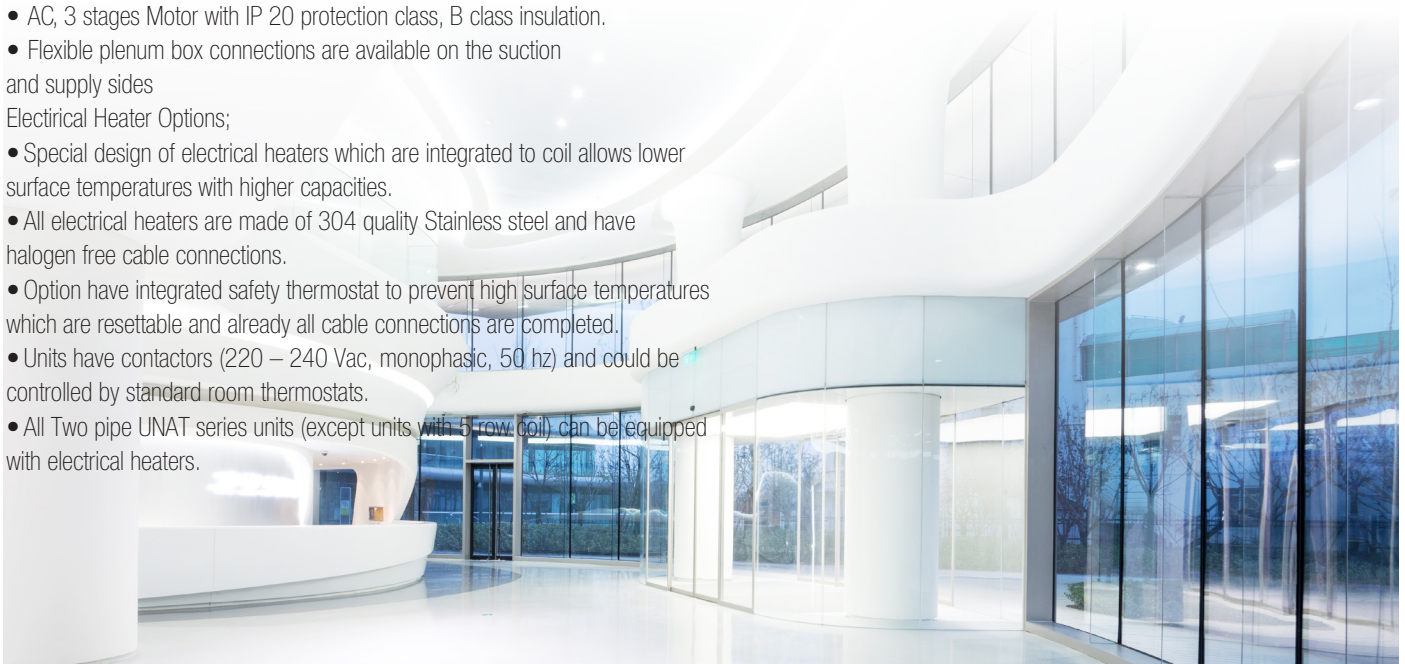 • AC, 3 stages Motor with IP 20 protection class, B class insulation.
• Flexible plenum box connections are available on the suction
and supply sides
Electirical Heater Options;
• Special design of electrical heaters which are integrated to coil allows lower
surface temperatures with higher capacities.
• All electrical heaters are made of 304 quality Stainless steel and have
halogen free cable connections.
• Option have integrated safety thermostat to prevent high surface temperatures
which are resettable and already all cable connections are completed.
• Units have contactors (220 – 240 Vac, monophasic, 50 hz) and could be
controlled by standard room thermostats.
• All Two pipe UNAT series units (except units with 5 row coil) can be equipped
with electrical heaters.